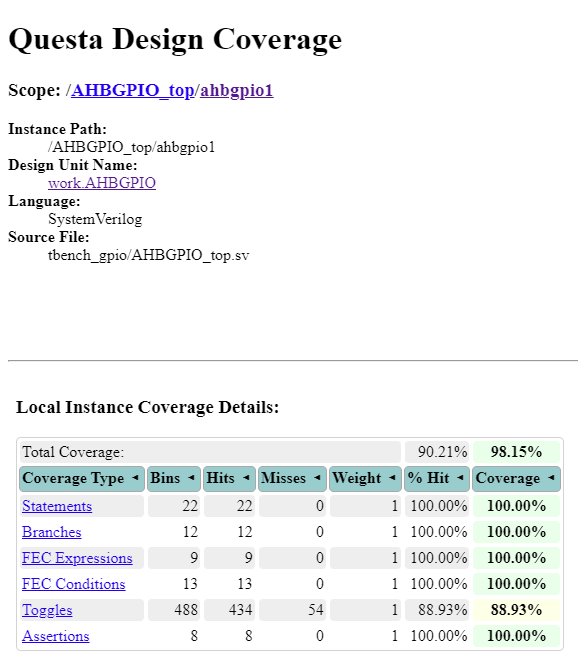 Questa Design Coverage
Scope: /AHBGPIO_top/ahbgpio1
Instance Path:
/AHBGPIO_top/ahbgpio1
Design Unit Name:
work.AHBGPIO
Language:
SystemVerilog
Source File:
tbench_gpio/AHBGPIO_top.sv
Local Instance Coverage Details:
Total Coverage: 90.21% 98.15%
Coverage Type ◄ Bins ◄ Hits ◄ Misses ◄ Weight ◄ % Hit ◄ Coverage ◄
Statements 22 22 0 1 100.00% 100.00%
Branches 12 12 0 1 100.00% 100.00%
FEC Expressions 9 9 0 1 100.00% 100.00%
FEC Conditions 13 13 0 1 100.00% 100.00%
Toggles 488 434 54 1 88.93% 88.93%
Assertions 8 8 0 1 100.00% 100.00%